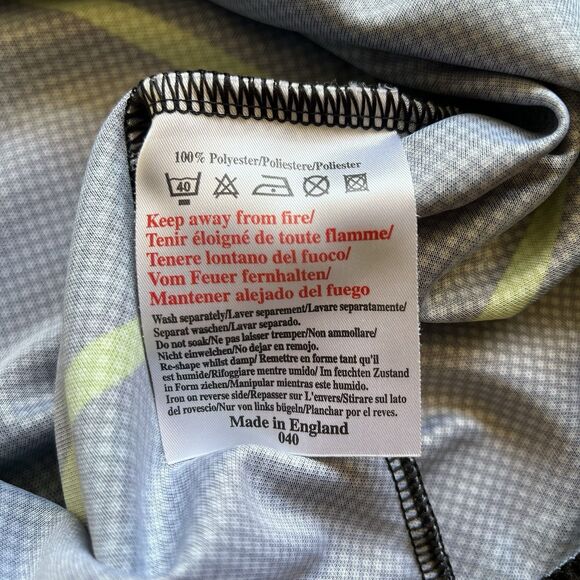 100% Polyester/Poliestere/Poliester
40
Keep away from fire/
Tenir éloigné de toute flamme/
Tenere lontano del fuoco/
Vom Feuer fernhalten/
Mantener alejado del fuego
Wash separately/Laver separement/Lavare separatamente/
Separat waschen/Lavar separado.
Do not soak/Ne pas laisser tremper/Non ammollare/
Nicht einwelchen/No dejar en remojo.
Re-shape whilst damp/ Remettre en forme tant qu'il
est humide/Rifoggiare mentre umido/ Im feuchten Zustand
in Form ziehen/Manipular mientras este humido.
Iron on reverse side/Repasser sur L'envers/Stirare sul lato
del rovescio/Nur von links bügeln/Planchar por el reves.
Made in England
040